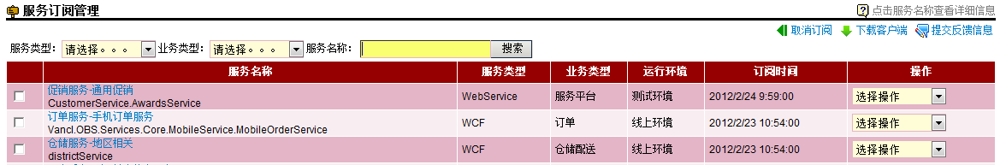 服务订阅管理 点击服务名称查看详细信息
取消订阅 下载客户端 提交反馈信息
服务类型: 请选择。。。 业务类型: 请选择。。。 服务名称: 搜索
服务名称 服务类型 业务类型 运行环境 订阅时间 操作
促销服务-通用促销
CustomerService.AwardsService WebService 服务平台 测试环境 2012/2/24 9:59:00 选择操作
订单服务-手机订单服务
Vancl.OBS.Services.Core.MobileService.MobileOrderService WCF 订单 线上环境 2012/2/23 10:54:00 选择操作
仓储服务-地区相关
districtService WCF 仓储配送 线上环境 2012/2/23 10:54:00 选择操作